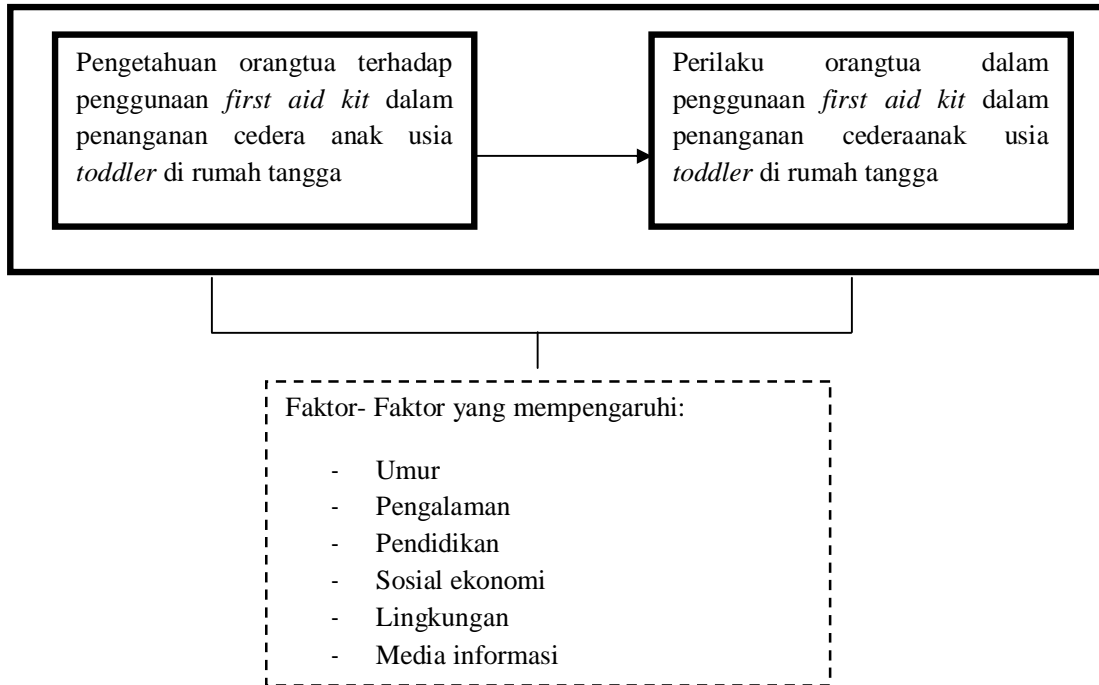 Pengetahuan orangtua terhadap
penggunaan first aid kit dalam
penanganan cedera anak usia
toddler di rumah tangga
Perilaku orangtua dalam
penggunaan first aid kit dalam
penanganan cederaanak usia
toddler di rumah tangga
Faktor- Faktor yang mempengaruhi:
- Umur
- Pengalaman
- Pendidikan
- Sosial ekonomi
- Lingkungan
- Media informasi